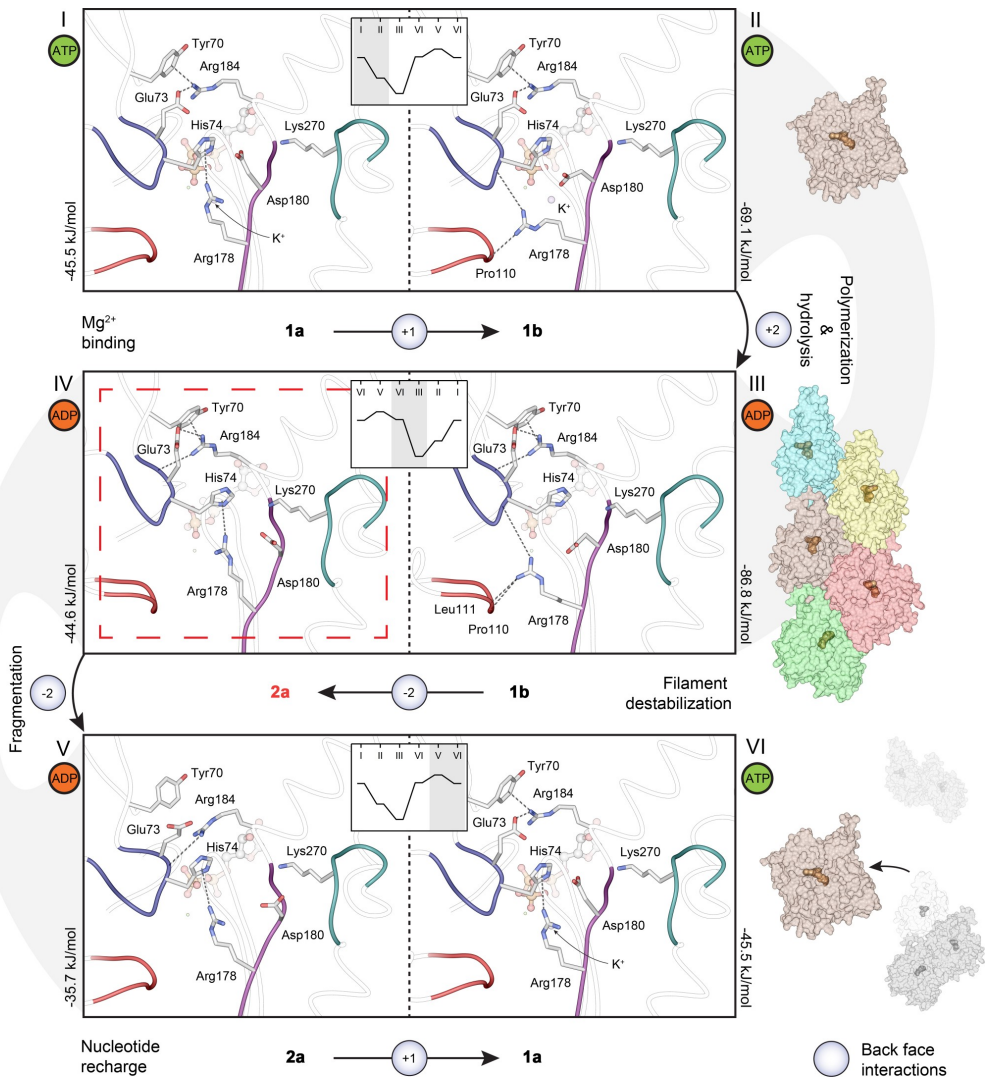 I
ATP
Tyr70
Arg184
Glu73
His74
Lys270
Asp180
K⁺
Arg178
-45.5 kJ/mol
I II III VI V VI
II
ATP
Tyr70
Arg184
Glu73
His74
Lys270
Asp180
K⁺
Arg178
Pro110
-69.1 kJ/mol
Mg²⁺
binding
1a
+1
1b
+2
Polymerization
&
hydrolysis
IV
ADP
Tyr70
Arg184
Glu73
His74
Lys270
Arg178
Asp180
-44.6 kJ/mol
VI V VI III II I
III
ADP
Tyr70
Arg184
Glu73
His74
Lys270
Asp180
Leu111
Pro110
Arg178
-86.8 kJ/mol
Fragmentation
-2
2a
-2
1b
Filament
destabilization
V
ADP
Tyr70
Arg184
Glu73
His74
Lys270
Asp180
Arg178
-35.7 kJ/mol
I II III VI V VI
VI
ATP
Tyr70
Arg184
Glu73
His74
Lys270
Asp180
K⁺
Arg178
-45.5 kJ/mol
Nucleotide
recharge
2a
+1
1a
Back face
interactions